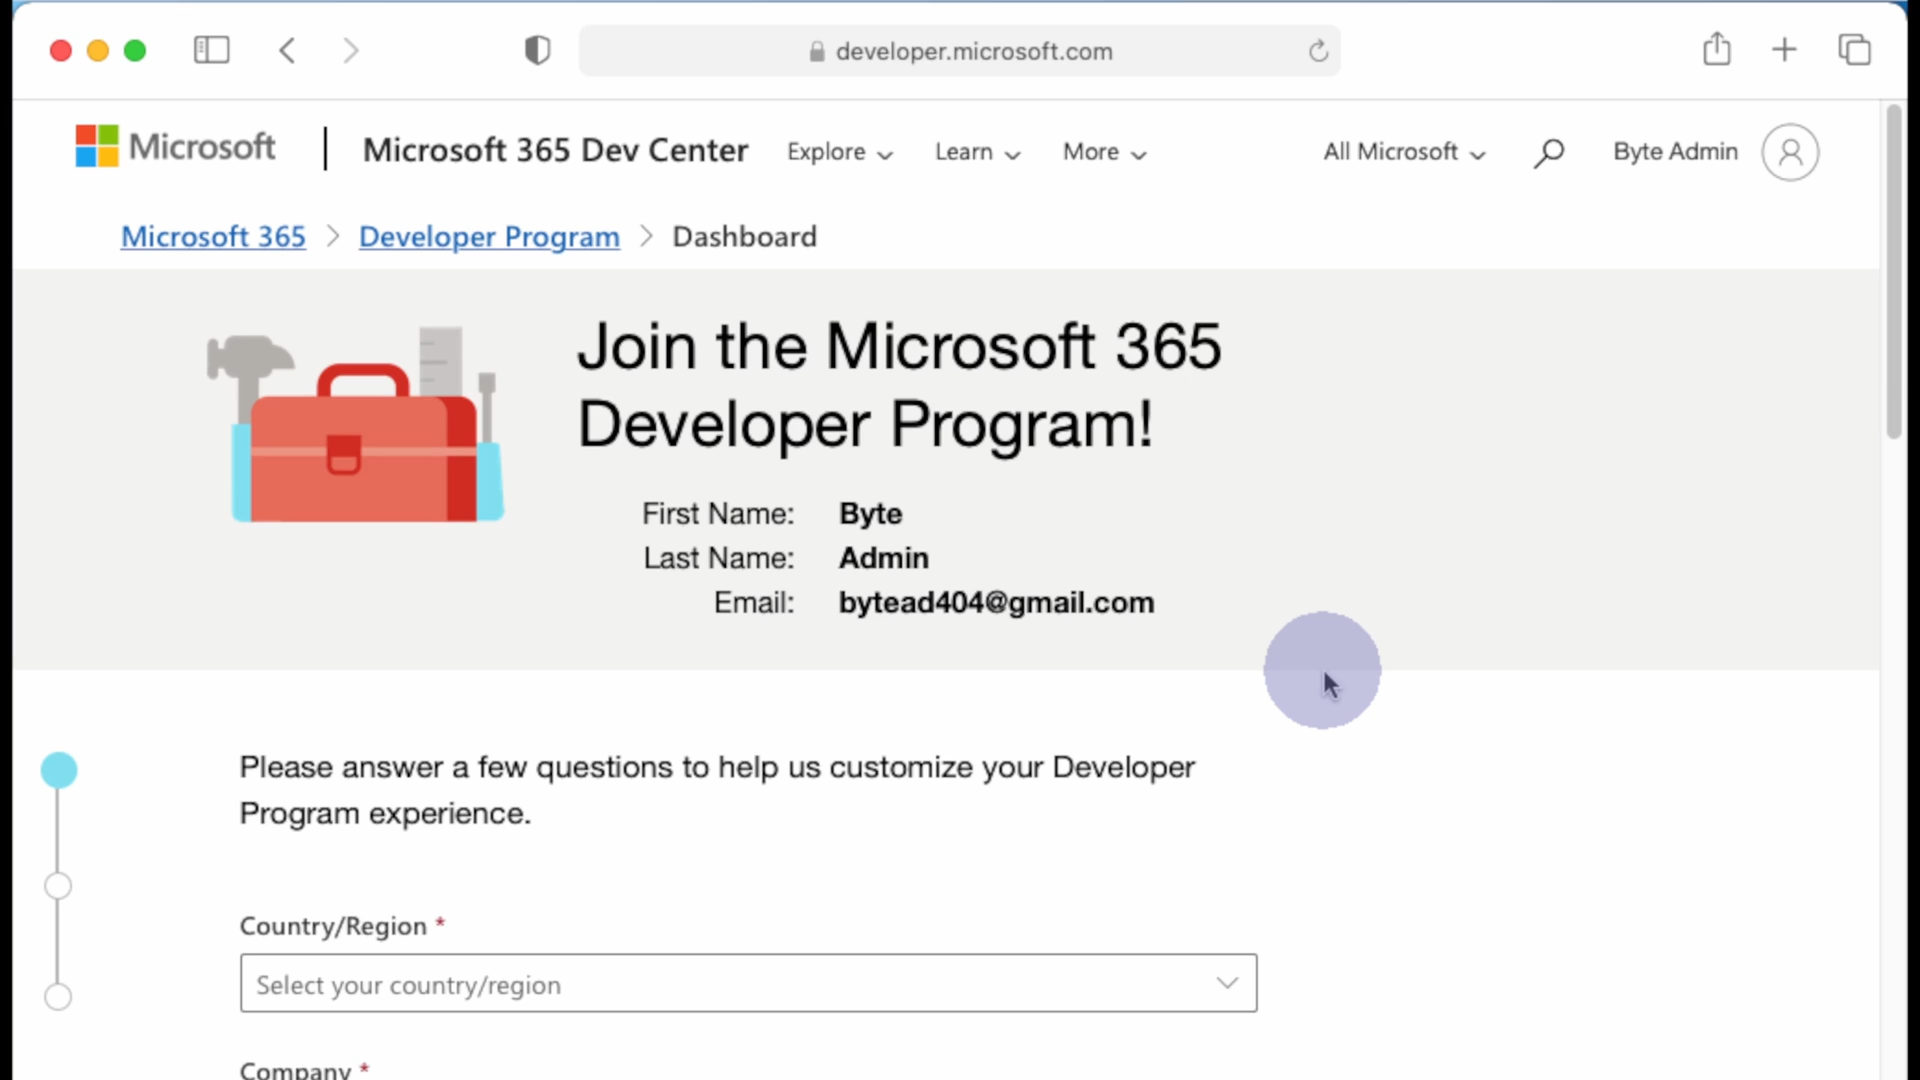 developer.microsoft.com
Microsoft | Microsoft 365 Dev Center Explore Learn More All Microsoft Byte Admin
Microsoft 365 > Developer Program > Dashboard
Join the Microsoft 365
Developer Program!
First Name: Byte
Last Name: Admin
Email: bytead404@gmail.com
Please answer a few questions to help us customize your Developer
Program experience.
Country/Region *
Select your country/region
Company *